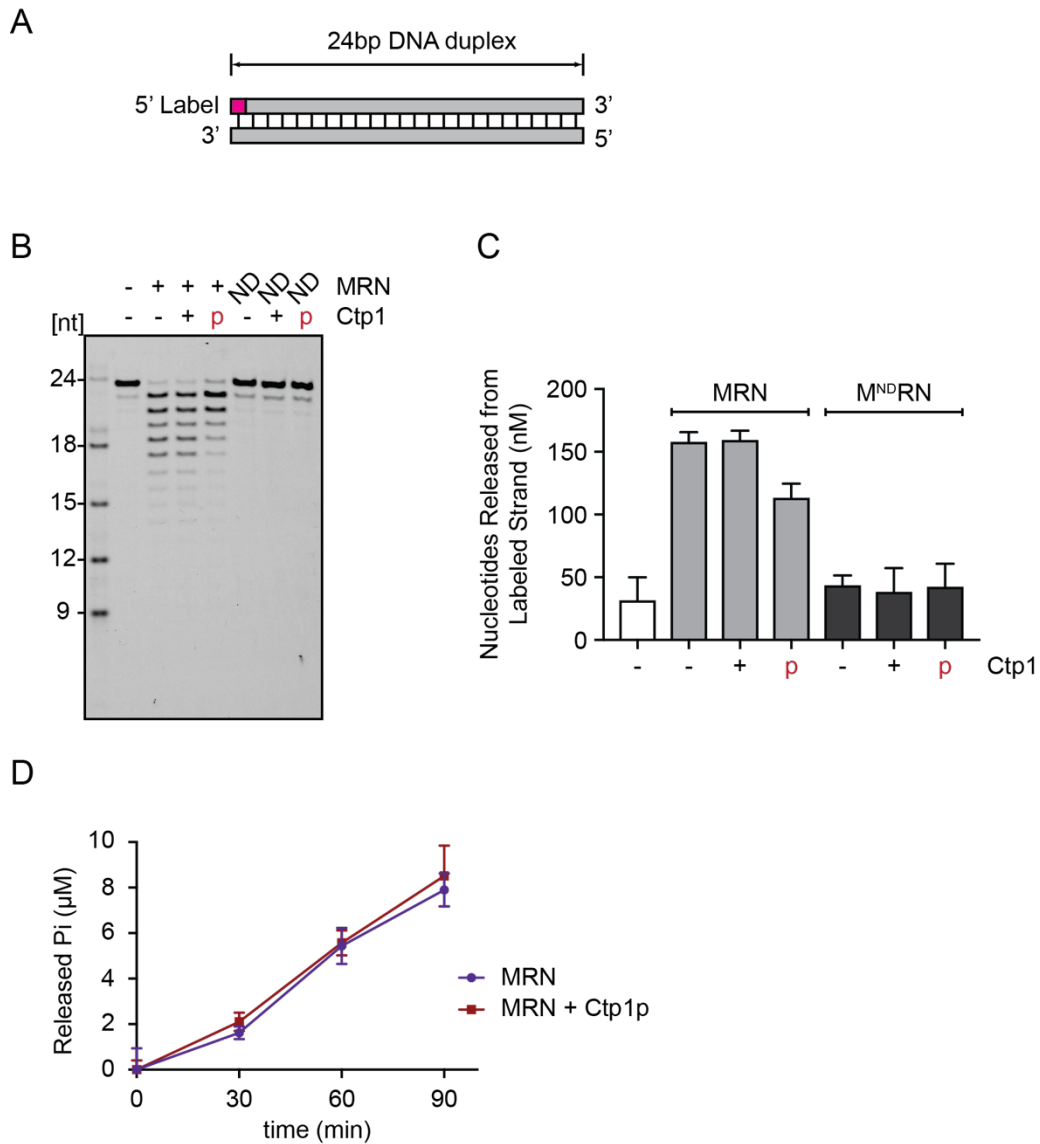 A
24bp DNA duplex
5’ Label 3’
3’ 5’
B
- + + + ND ND ND MRN
- - + p - + p Ctp1
[nt]
24
18
15
12
9
C
Nucleotides Released from
Labeled Strand (nM)
200
150
100
50
0
MRN
MNDRN
- - + p - + p Ctp1
D
Released Pi (µM)
10
8
6
4
2
0
0 30 60 90
time (min)
MRN
MRN + Ctp1p